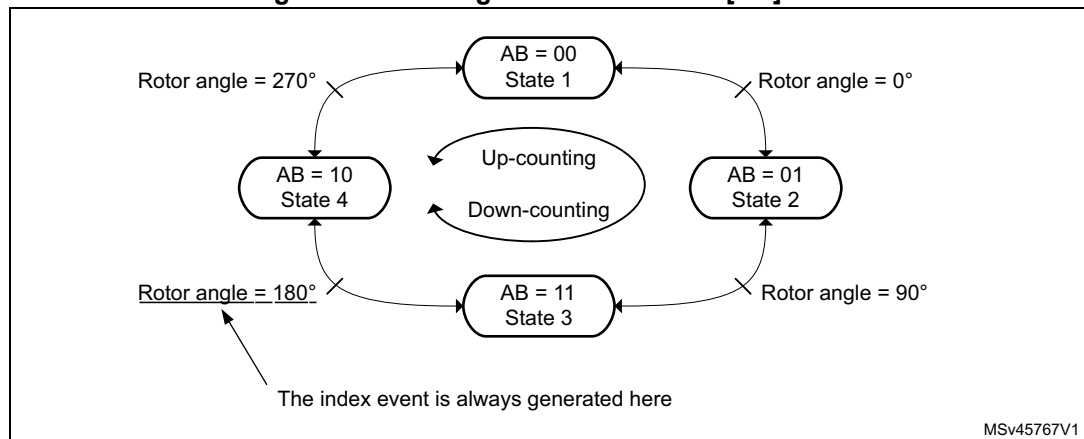 AB = 00
State 1
Rotor angle = 270°
Rotor angle = 0°
Up-counting
AB = 10
State 4
AB = 01
State 2
Down-counting
Rotor angle = 180°
AB = 11
State 3
Rotor angle = 90°
The index event is always generated here
MSv45767V1